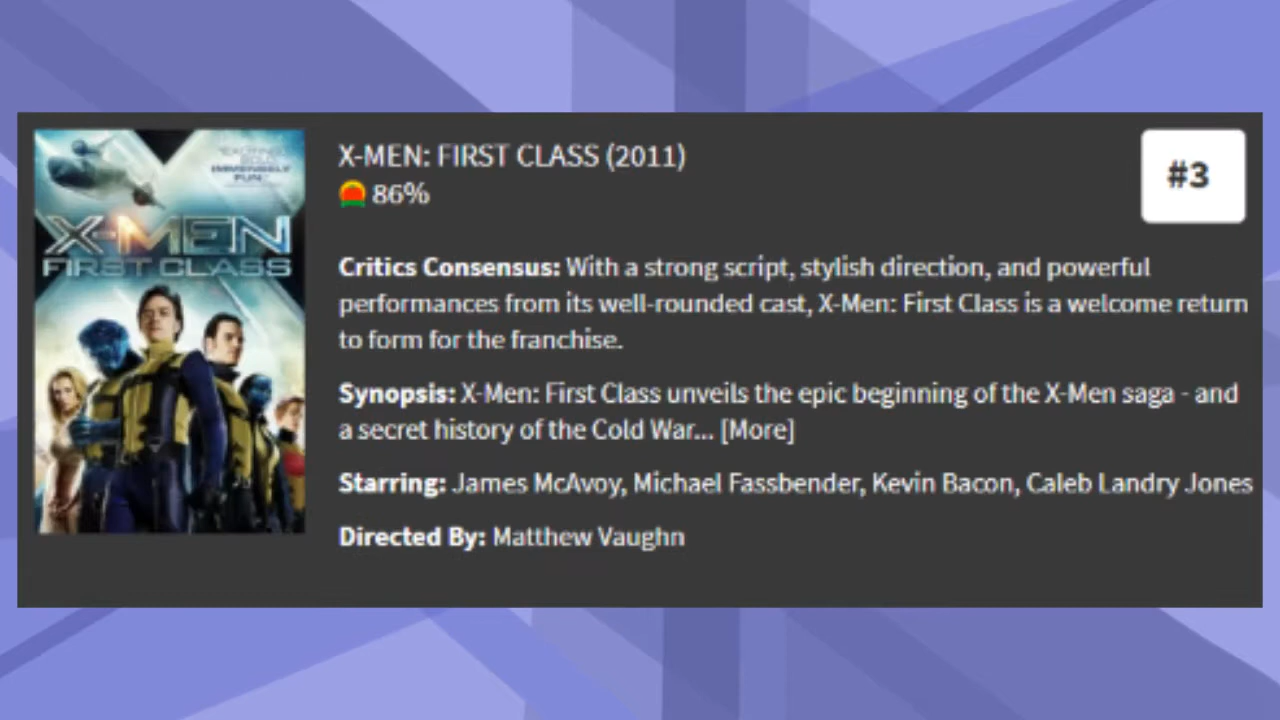 X-MEN: FIRST CLASS (2011)
#3
86%
IMMENSELY
FUN
X-MEN
FIRST CLASS
Critics Consensus: With a strong script, stylish direction, and powerful
performances from its well-rounded cast, X-Men: First Class is a welcome return
to form for the franchise.
Synopsis: X-Men: First Class unveils the epic beginning of the X-Men saga - and
a secret history of the Cold War... [More]
Starring: James McAvoy, Michael Fassbender, Kevin Bacon, Caleb Landry Jones
Directed By: Matthew Vaughn